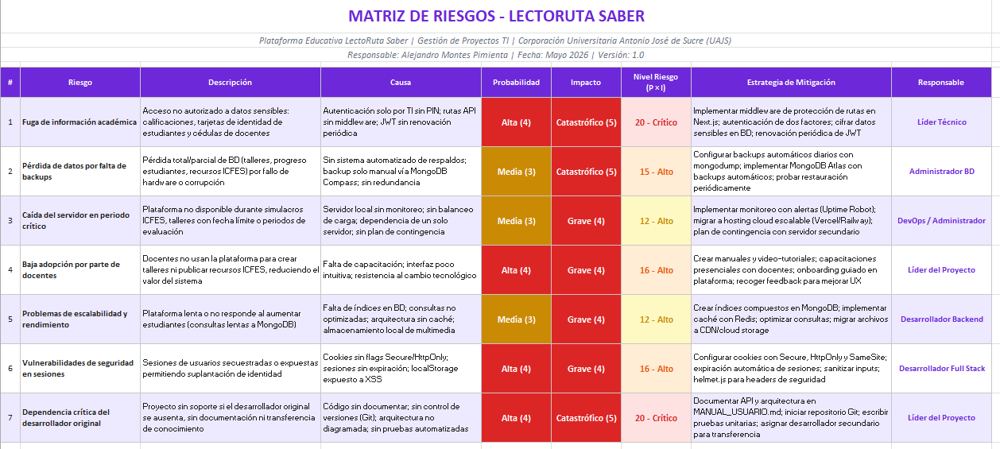 MATRIZ DE RIESGOS - LECTORUTA SABER
Plataforma Educativa LectoRuta Saber | Gestión de Proyectos TI | Corporación Universitaria Antonio José de Sucre (UAJS)
Responsable: Alejandro Montes Pimienta | Fecha: Mayo 2026 | Versión: 1.0
#
Riesgo
Descripción
Causa
Probabilidad
Impacto
Nivel Riesgo
(P × I)
Estrategia de Mitigación
Responsable
1
Fuga de información académica
Acceso no autorizado a datos sensibles:
calificaciones, tarjetas de identidad de
estudiantes y cédulas de docentes
Autenticación solo por TI sin PIN; rutas API
sin middleware; JWT sin renovación
periódica
Alta (4)
Catastrófico (5)
20 - Crítico
Implementar middleware de protección de rutas en
Next.js; autenticación de dos factores; cifrar datos
sensibles en BD; renovación periódica de JWT
Líder Técnico
2
Pérdida de datos por falta de
backups
Pérdida total/parcial de BD (talleres, progreso
estudiantes, recursos ICFES) por fallo de
hardware o corrupción
Sin sistema automatizado de respaldos;
backup solo manual vía MongoDB
Compass; sin redundancia
Media (3)
Catastrófico (5)
15 - Alto
Configurar backups automáticos diarios con
mongodump; implementar MongoDB Atlas con
backups automáticos; probar restauración
periódicamente
Administrador BD
3
Caída del servidor en periodo
crítico
Plataforma no disponible durante simulacros
ICFES, talleres con fecha límite o periodos de
evaluación
Servidor local sin monitoreo; sin balanceo
de carga; dependencia de un solo
servidor; sin plan de contingencia
Media (3)
Grave (4)
12 - Alto
Implementar monitoreo con alertas (Uptime Robot);
migrar a hosting cloud escalable (Vercel/Railway);
plan de contingencia con servidor secundario
DevOps / Administrador
4
Baja adopción por parte de
docentes
Docentes no usan la plataforma para crear
talleres ni publicar recursos ICFES, reduciendo el
valor del sistema
Falta de capacitación; interfaz poco
intuitiva; resistencia al cambio tecnológico
Alta (4)
Grave (4)
16 - Alto
Crear manuales y video-tutoriales; capacitaciones
presenciales con docentes; onboarding guiado en
plataforma; recoger feedback para mejorar UX
Líder del Proyecto
5
Problemas de escalabilidad y
rendimiento
Plataforma lenta o no responde al aumentar
estudiantes (consultas lentas a MongoDB)
Falta de índices en BD; consultas no
optimizadas; arquitectura sin caché;
almacenamiento local de multimedia
Media (3)
Grave (4)
12 - Alto
Crear índices compuestos en MongoDB; implementar
caché con Redis; optimizar consultas; migrar archivos
a CDN/cloud storage
Desarrollador Backend
6
Vulnerabilidades de seguridad
en sesiones
Sesiones de usuarios secuestradas o expuestas
permitiendo suplantación de identidad
Cookies sin flags Secure/HttpOnly;
sesiones sin expiración; localStorage
expuesto a XSS
Alta (4)
Grave (4)
16 - Alto
Configurar cookies con Secure, HttpOnly y SameSite;
expiración automática de sesiones; sanitizar inputs;
helmet.js para headers de seguridad
Desarrollador Full Stack
7
Dependencia crítica del
desarrollador original
Proyecto sin soporte si el desarrollador original
se ausenta, sin documentación ni transferencia
de conocimiento
Código sin documentar; sin control de
versiones (Git); arquitectura no
diagramada; sin pruebas automatizadas
Alta (4)
Catastrófico (5)
20 - Crítico
Documentar API y arquitectura en
MANUAL_USUARIO.md; iniciar repositorio Git; escribir
pruebas unitarias; asignar desarrollador secundario
para transferencia
Líder del Proyecto